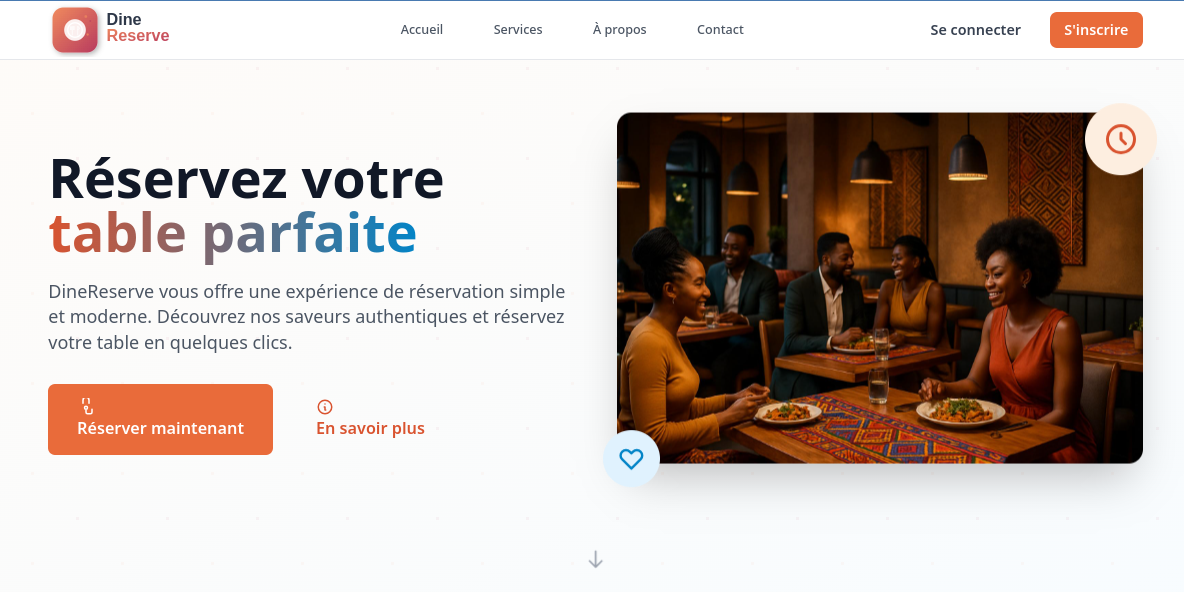 Dine
Reserve
Accueil
Services
À propos
Contact
Se connecter
S'inscrire
Réservez votre
table parfaite
DineReserve vous offre une expérience de réservation simple
et moderne. Découvrez nos saveurs authentiques et réservez
votre table en quelques clics.
Réserver maintenant
En savoir plus